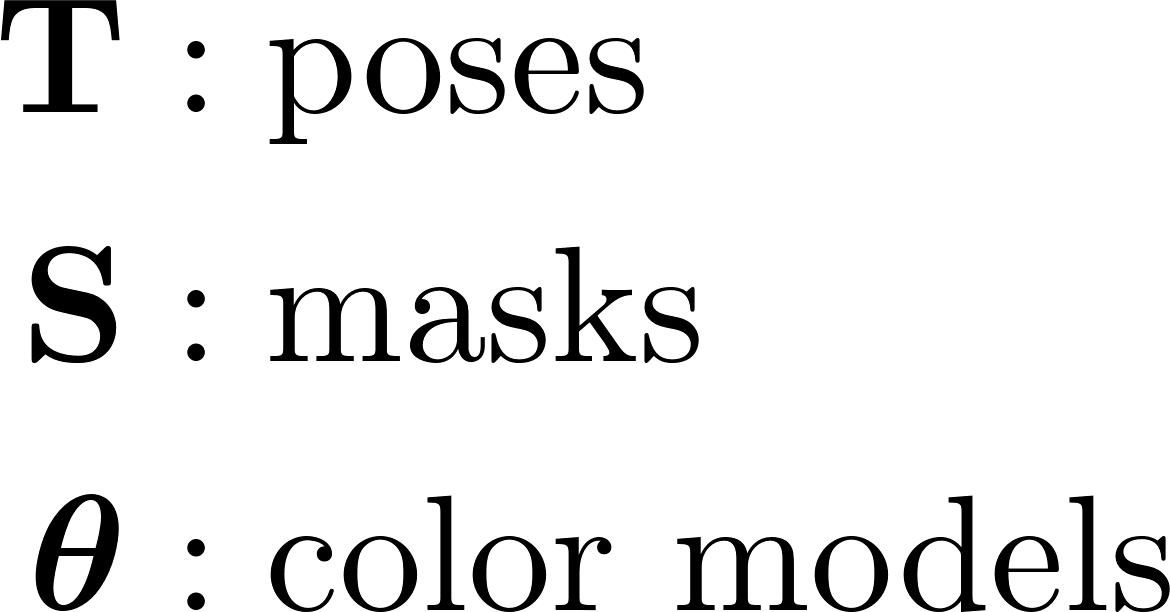 T : poses
S : masks
θ : color models